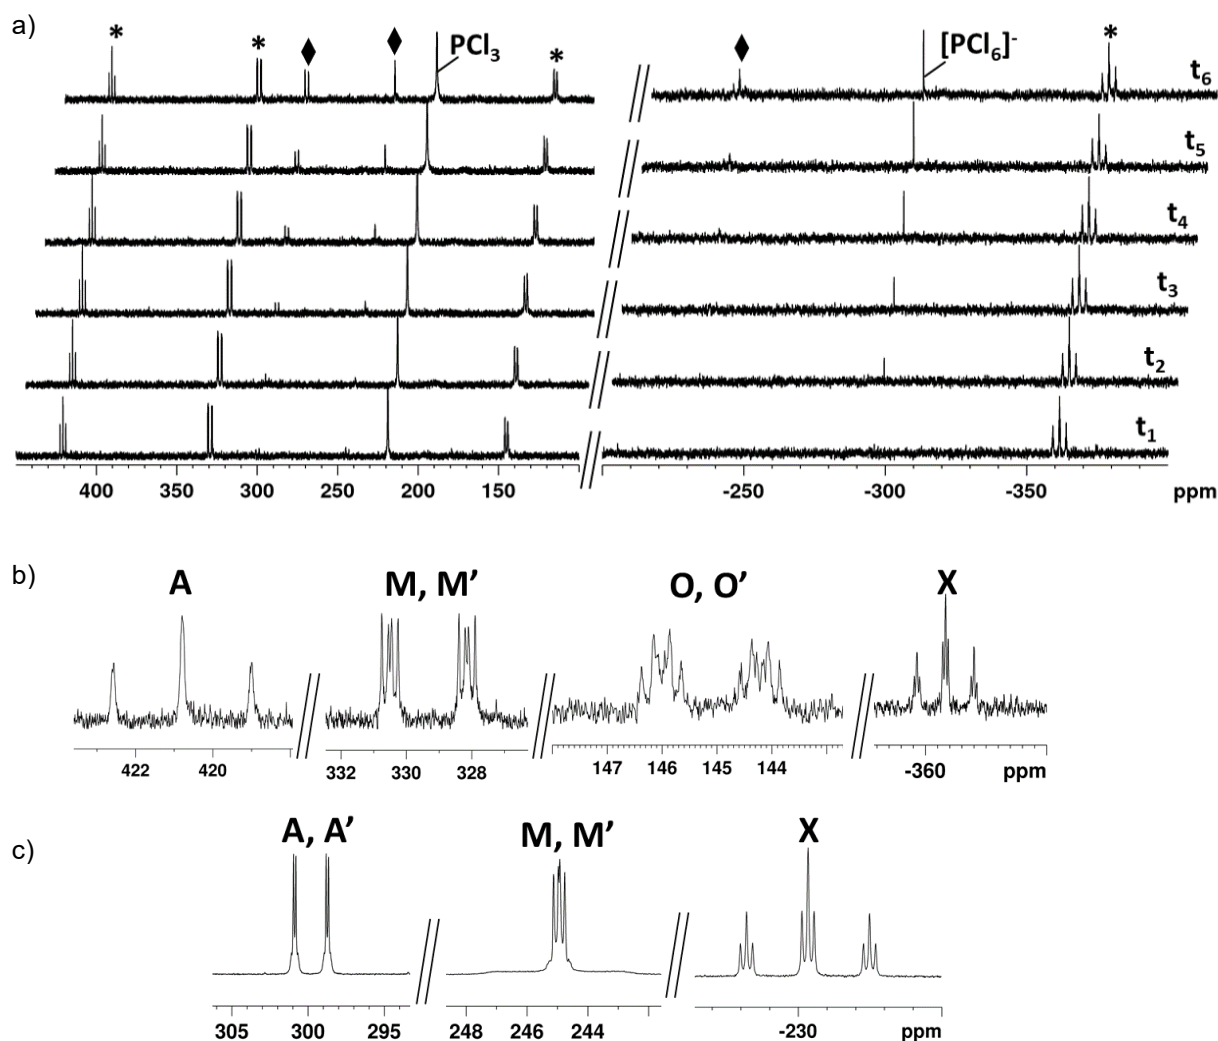 a)
* * ♦ ♦ PCl₃ * ♦ [PCl₆]⁻ *
t₆
t₅
t₄
t₃
t₂
t₁
400 350 300 250 200 150 -250 -300 -350 ppm
b)
A M, M’ O, O’ X
422 420 332 330 328 147 146 145 144 -360 ppm
c)
A, A’ M, M’ X
305 300 295 248 246 244 -230 ppm